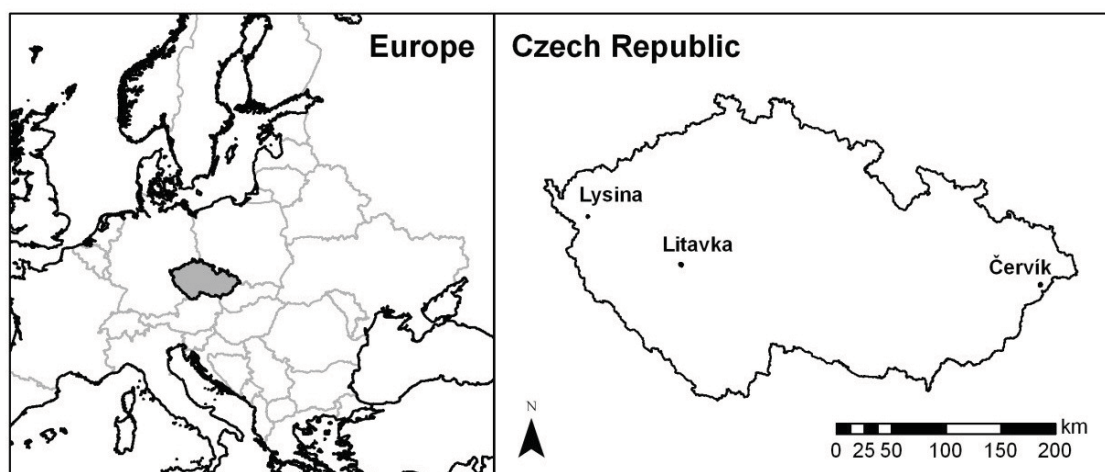 Europe
Czech Republic
Lysina
Litavka
Červík
N
km
0 25 50 100 150 200